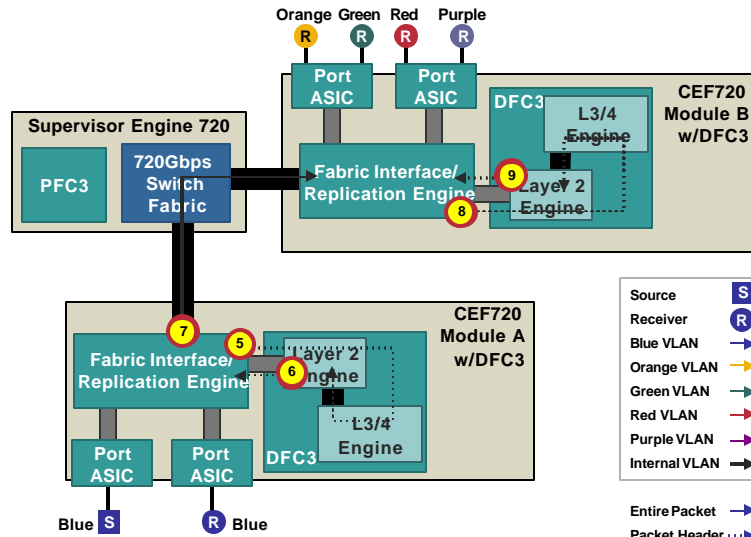 Orange Green Red Purple
R R R R
Port
ASIC
Port
ASIC
CEF720
Module B
w/DFC3
DFC3
L3/4
Engine
Layer 2
Engine
Fabric Interface/
Replication Engine
9
8
Supervisor Engine 720
PFC3
720Gbps
Switch
Fabric
7
CEF720
Module A
w/DFC3
Fabric Interface/
Replication Engine
5
6
Layer 2
Engine
L3/4
Engine
DFC3
Port
ASIC
Port
ASIC
Blue S
R Blue
Source S
Receiver R
Blue VLAN
Orange VLAN
Green VLAN
Red VLAN
Purple VLAN
Internal VLAN
Entire Packet
Packet Header